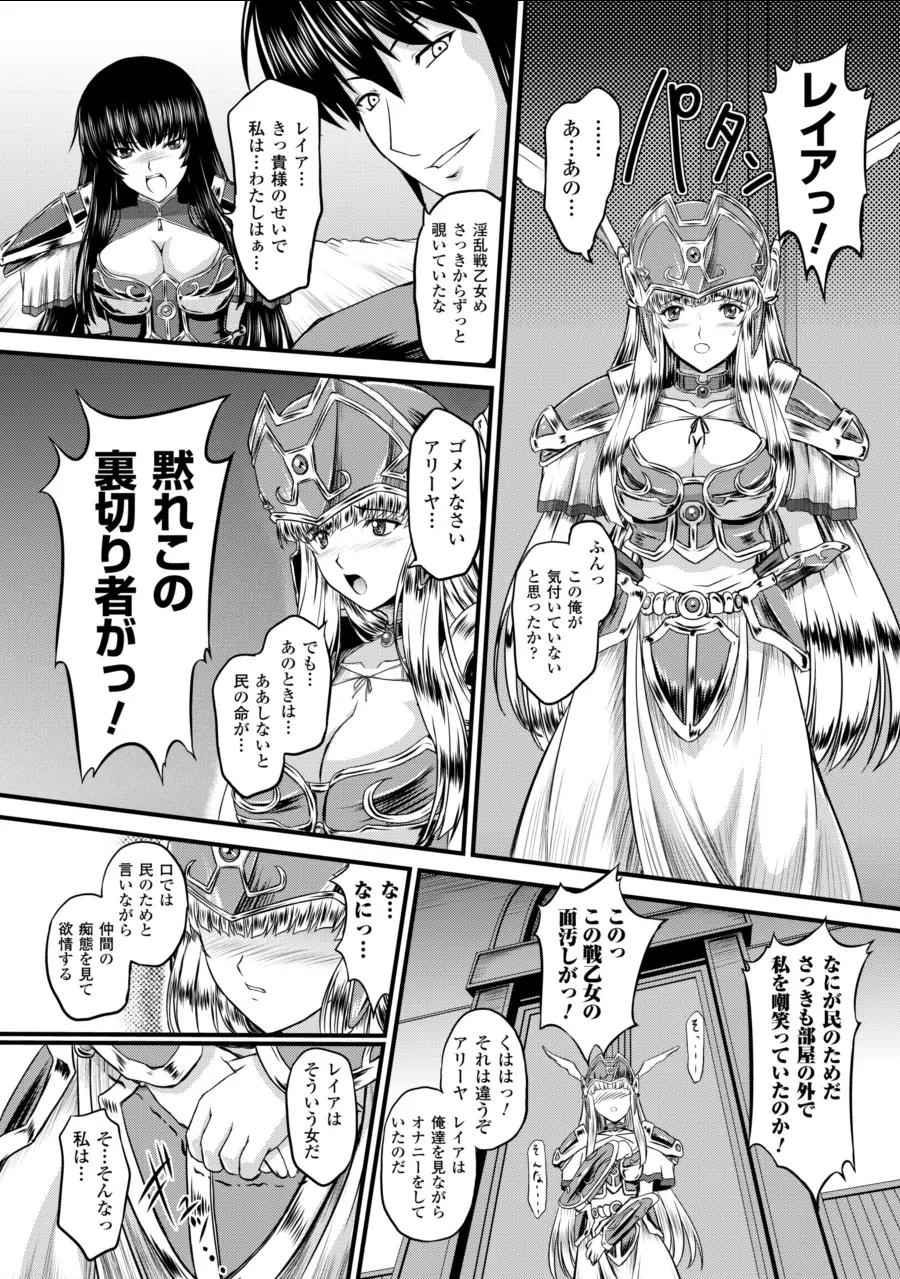 レイアっ！
パタン
……
あ…あの…
ふんっ
この俺が
気付いていない
と思ったか？
淫乱戦乙女め
さっきからずっと
覗いていたな
レイア…
きっ貴様のせいで
私は…わたしはぁ…
ゴメンなさい
アリーヤ…
でも…
あのときは…
ああしないと
民の命が…
黙れこの
裏切り者がっ！
なにが民のためだ
さっきも部屋の外で
私を嘲笑っていたのか！
このっ
この戦乙女の
面汚しがっ！
そ…っ…
そんな…
くははっ！
それは違うぞ
アリーヤ
レイアは
俺達を見ながら
オナニーをして
いたのだ
な…
なにっ…
口では
民のためと
言いながら
仲間の
痴態を見て
欲情する
レイアは
そういう女だ
そ…そんなっ
私は…